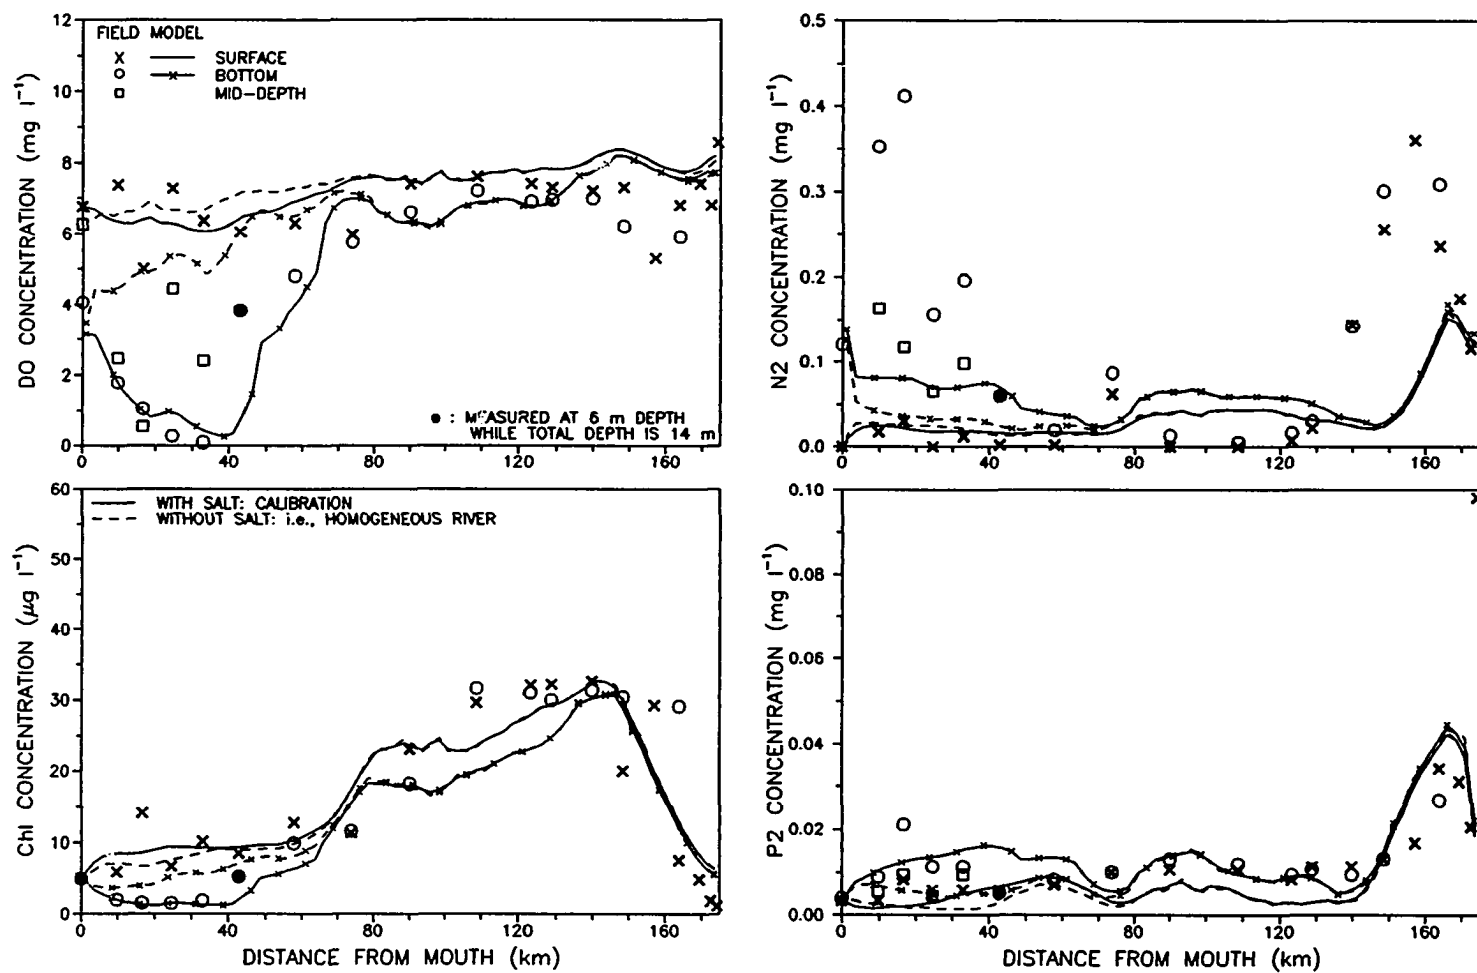 DO CONCENTRATION (mg l⁻¹)
12
10
8
6
4
2
0
FIELD MODEL
SURFACE
BOTTOM
MID-DEPTH
● : MEASURED AT 6 m DEPTH
WHILE TOTAL DEPTH IS 14 m
0 40 80 120 160
N2 CONCENTRATION (mg l⁻¹)
0.5
0.4
0.3
0.2
0.1
0.0
0 40 80 120 160
Chl CONCENTRATION (μg l⁻¹)
60
50
40
30
20
10
0
WITH SALT: CALIBRATION
WITHOUT SALT: i.e., HOMOGENEOUS RIVER
0 40 80 120 160
DISTANCE FROM MOUTH (km)
P2 CONCENTRATION (mg l⁻¹)
0.10
0.08
0.06
0.04
0.02
0.00
0 40 80 120 160
DISTANCE FROM MOUTH (km)